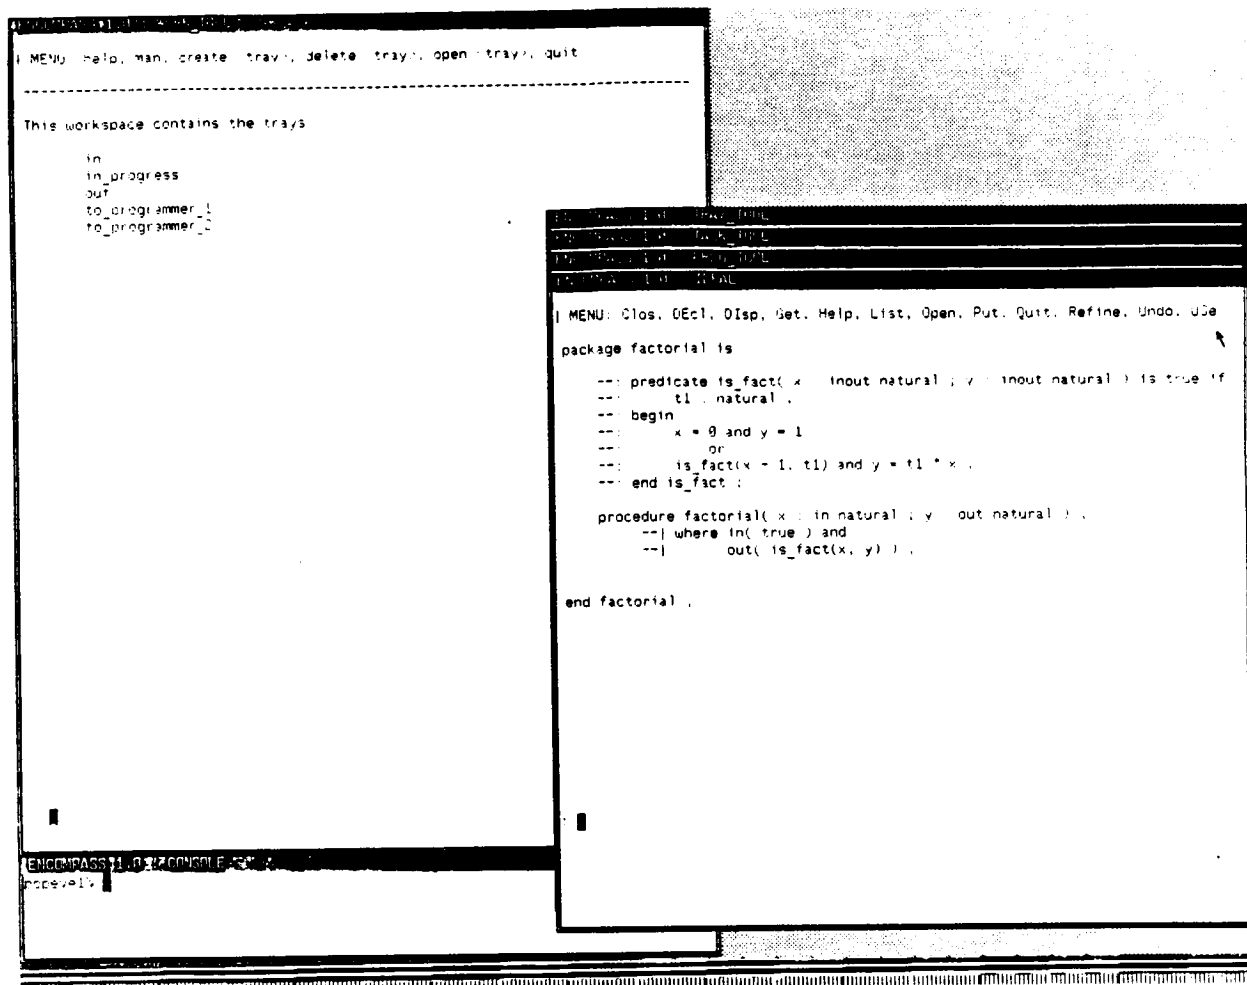 MENU: help, man, create <tray>, delete <tray>, open <tray>, quit
--------------------------------------------------------------------------
This workspace contains the trays
in
in_progress
out
to_programmer_1
to_programmer_2
ENCOMPASS 1.0 CONSOLE
| MENU: Clos, DEcl, DIsp, Get, Help, List, Open, Put, Quit, Refine, Undo, USe
package factorial is
--: predicate is_fact( x : inout natural ; y : inout natural ) is true if
--: t1 : natural ;
--: begin
--: x = 0 and y = 1
--: or
--: is_fact(x - 1, t1) and y = t1 * x ;
--: end is_fact ;
procedure factorial( x : in natural ; y : out natural ) ;
--| where in( true ) and
--| out( is_fact(x, y) ) ;
end factorial ;